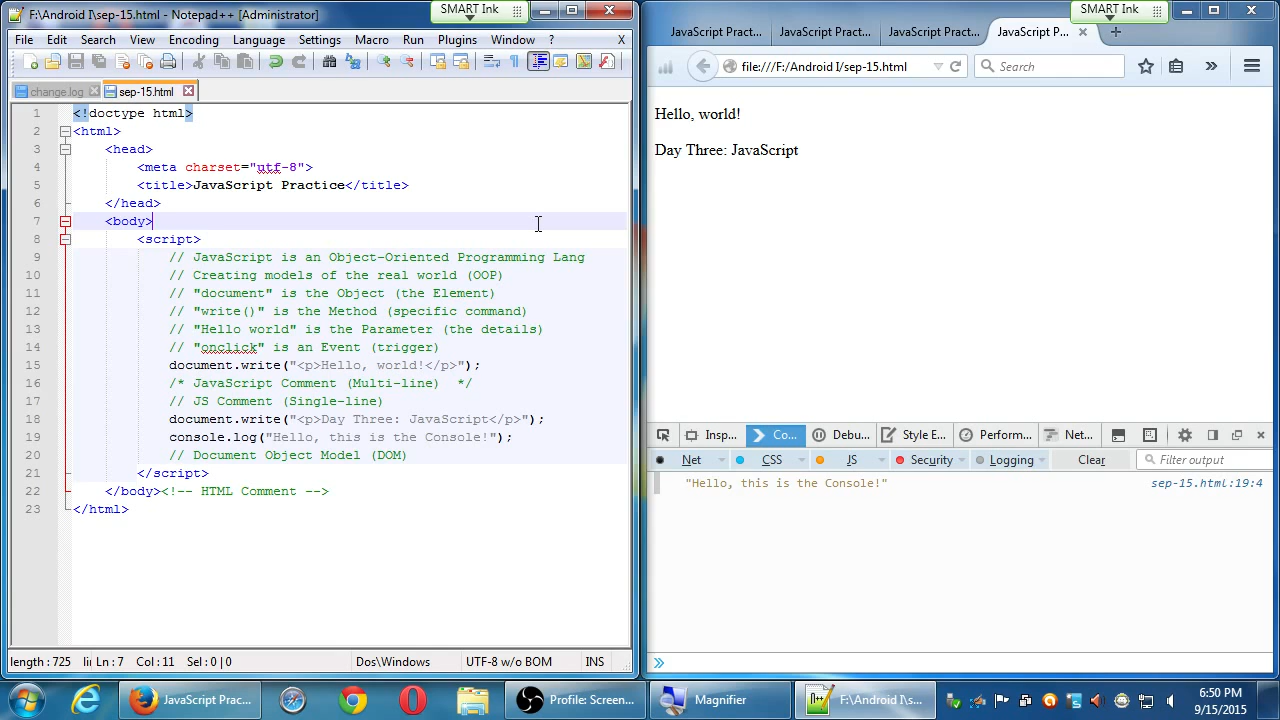 F:\Android I\sep-15.html - Notepad++ [Administrator]
SMART Ink
File Edit Search View Encoding Language Settings Macro Run Plugins Window ? X
change.log sep-15.html
1 <!doctype html>
2 <html>
3 <head>
4 <meta charset="utf-8">
5 <title>JavaScript Practice</title>
6 </head>
7 <body>
8 <script>
9 // JavaScript is an Object-Oriented Programming Lang
10 // Creating models of the real world (OOP)
11 // "document" is the Object (the Element)
12 // "write()" is the Method (specific command)
13 // "Hello world" is the Parameter (the details)
14 // "onclick" is an Event (trigger)
15 document.write("<p>Hello, world!</p>");
16 /* JavaScript Comment (Multi-line)  */
17 // JS Comment (Single-line)
18 document.write("<p>Day Three: JavaScript</p>");
19 console.log("Hello, this is the Console!");
20 // Document Object Model (DOM)
21 </script>
22 </body><!-- HTML Comment -->
23 </html>
length : 725 li Ln : 7 Col : 11 Sel : 0 | 0 Dos\Windows UTF-8 w/o BOM INS
SMART Ink
JavaScript Pract... JavaScript Pract... JavaScript Pract... JavaScript P...
file:///F:/Android I/sep-15.html Search
Hello, world!
Day Three: JavaScript
Insp... Co... Debu... Style E... Perform... Net...
Net CSS JS Security Logging Clear Filter output
"Hello, this is the Console!" sep-15.html:19:4
JavaScript Prac... Profile: Screen... Magnifier F:\Android I\s... 6:50 PM
9/15/2015